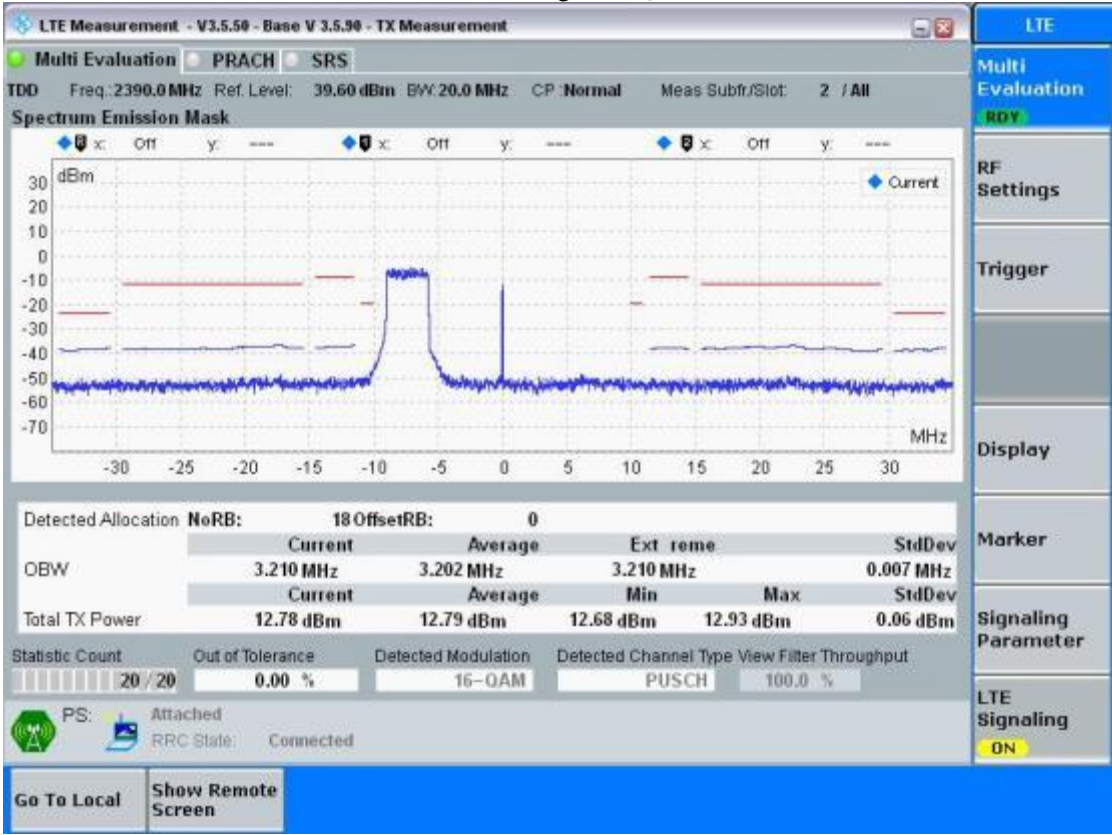 LTE Measurement - V3.5.50 - Base V 3.5.90 - TX Measurement
LTE
Multi Evaluation PRACH SRS
Multi
Evaluation
RDY
TDD Freq.:2390.0 MHz Ref. Level: 39.60 dBm BW:20.0 MHz CP :Normal Meas Subfr./Slot: 2 / All
Spectrum Emission Mask
x: Off y: --- x: Off y: --- x: Off y: ---
dBm
Current
30
20
10
0
-10
-20
-30
-40
-50
-60
-70
MHz
-30 -25 -20 -15 -10 -5 0 5 10 15 20 25 30
RF
Settings
Trigger
Display
Marker
Signaling
Parameter
LTE
Signaling
ON
Detected Allocation NoRB: 18 OffsetRB: 0
Current Average Ext reme StdDev
OBW 3.210 MHz 3.202 MHz 3.210 MHz 0.007 MHz
Current Average Min Max StdDev
Total TX Power 12.78 dBm 12.79 dBm 12.68 dBm 12.93 dBm 0.06 dBm
Statistic Count Out of Tolerance Detected Modulation Detected Channel Type View Filter Throughput
20 / 20 0.00 % 16-QAM PUSCH 100.0 %
PS: Attached
RRC State: Connected
Go To Local
Show Remote
Screen